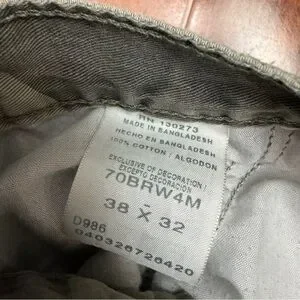 RN 130273
MADE IN BANGLADESH
HECHO EN BANGLADESH
100% COTTON / ALGODON
EXCLUSIVE OF DECORATION/
EXCEPTO DECORACION
70BRW4M
-
38 X 32
D986
040326726420